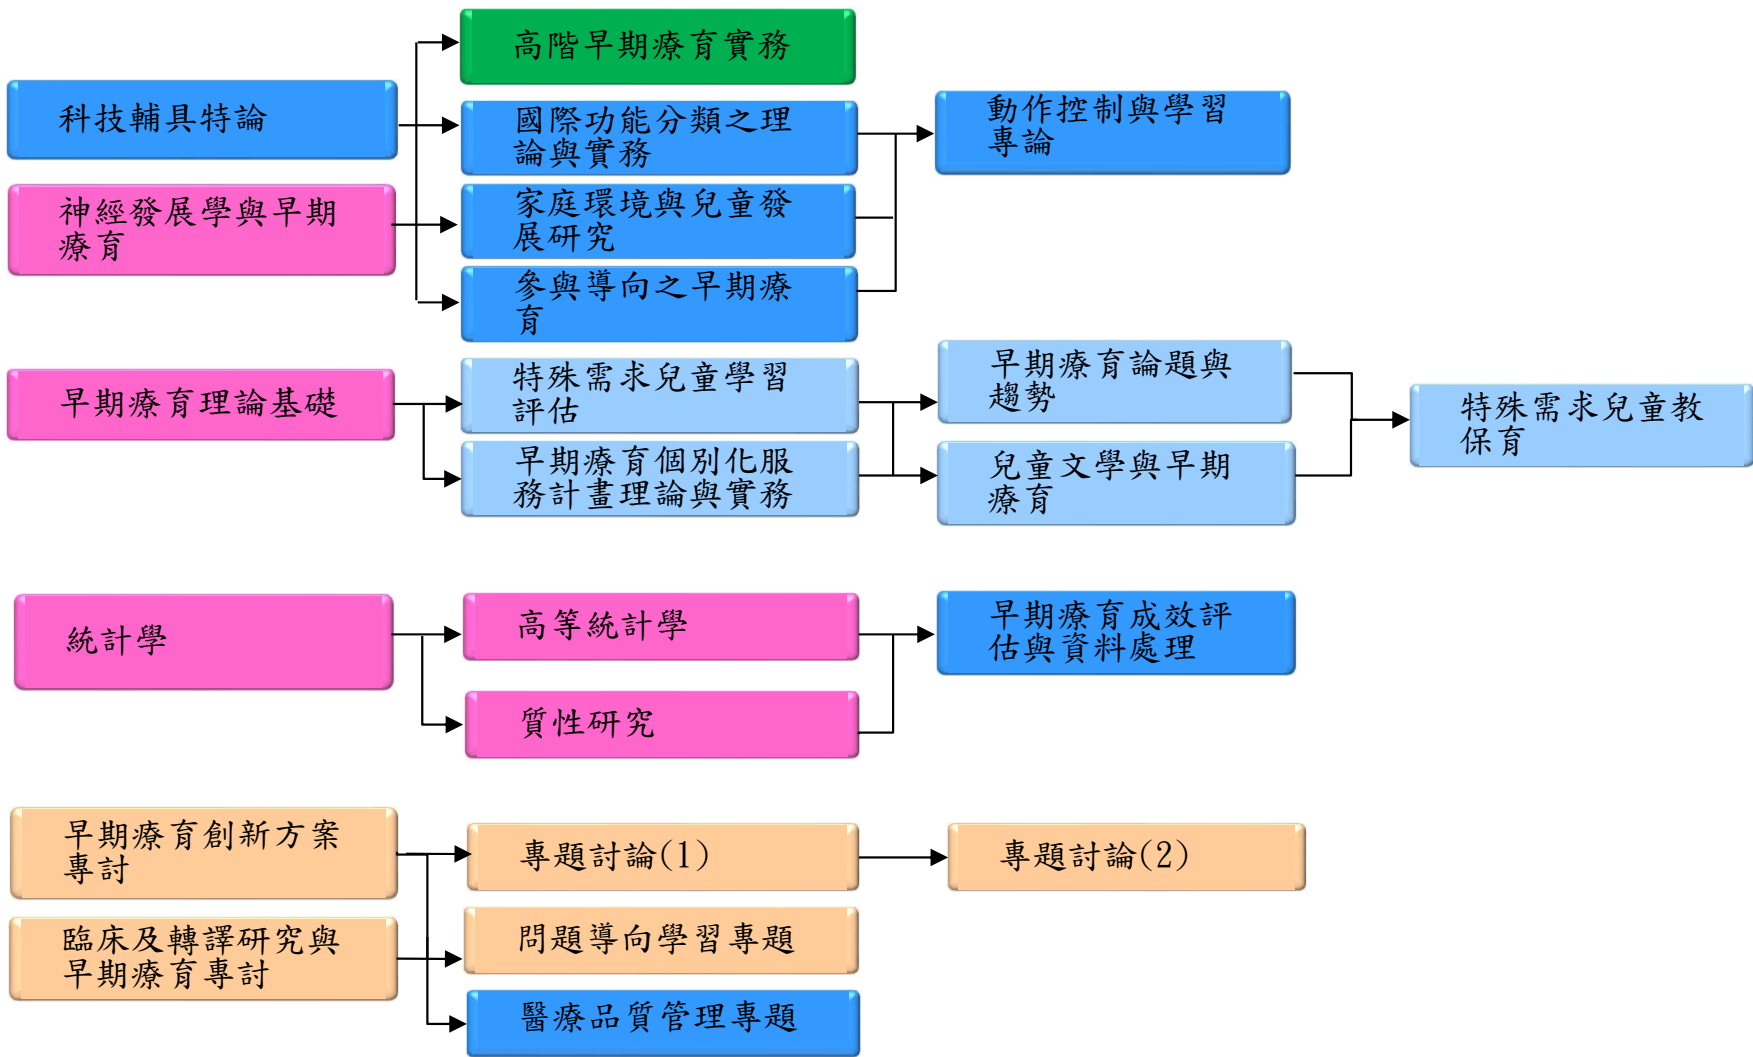 高階早期療育實務
科技輔具特論
國際功能分類之理
論與實務
動作控制與學習
專論
神經發展學與早期
療育
家庭環境與兒童發
展研究
參與導向之早期療
育
早期療育理論基礎
特殊需求兒童學習
評估
早期療育論題與
趨勢
特殊需求兒童教
保育
早期療育個別化服
務計畫理論與實務
兒童文學與早期
療育
統計學
高等統計學
早期療育成效評
估與資料處理
質性研究
早期療育創新方案
專討
專題討論(1)
專題討論(2)
臨床及轉譯研究與
早期療育專討
問題導向學習專題
醫療品質管理專題